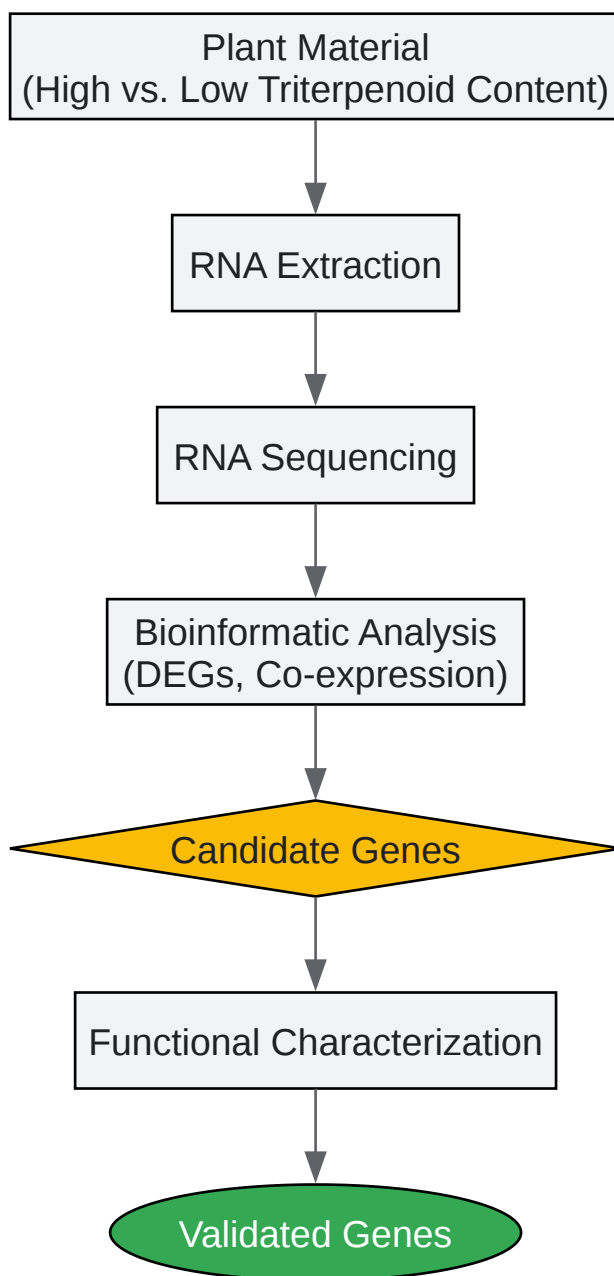 Plant Material
(High vs. Low Triterpenoid Content)
RNA Extraction
RNA Sequencing
Bioinformatic Analysis
(DEGs, Co-expression)
Candidate Genes
Functional Characterization
Validated Genes